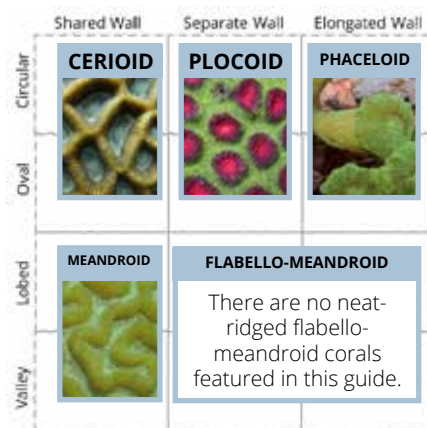 Shared Wall Separate Wall Elongated Wall
Circular
CERIOID PLOCOID PHACELOID
Oval
Lobed
MEANDROID FLABELLO-MEANDROID
There are no neat-
ridged flabello-
meandroid corals
featured in this guide.
Valley